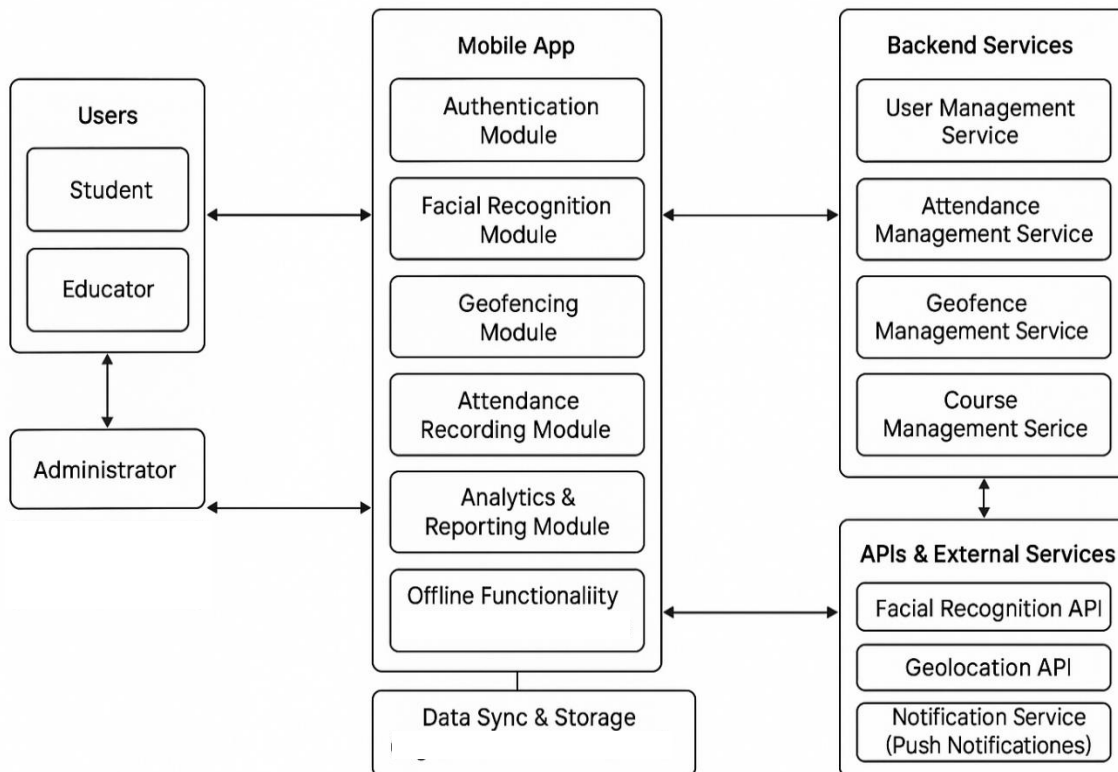 Users
Student
Educator
Administrator
Mobile App
Authentication
Module
Facial Recognition
Module
Geofencing
Module
Attendance
Recording Module
Analytics &
Reporting Module
Offline Functionaliity
Data Sync & Storage
Backend Services
User Management
Service
Attendance
Management Service
Geofence
Management Service
Course
Management Serice
APIs & External Services
Facial Recognition API
Geolocation API
Notification Service
(Push Notificationes)